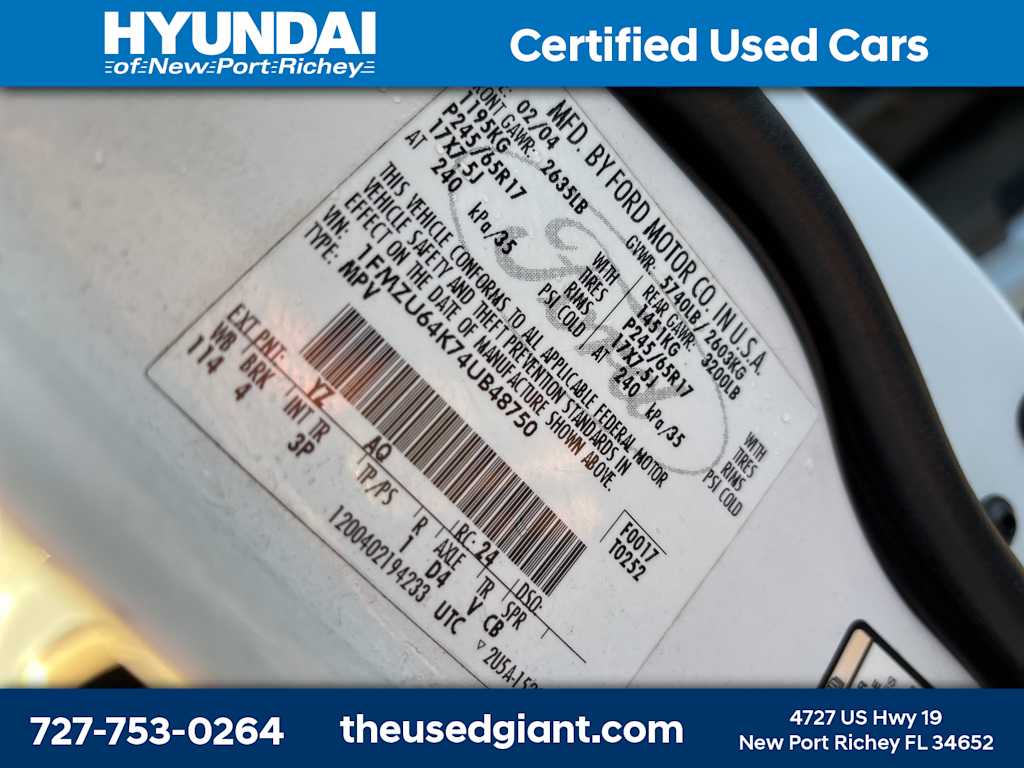 HYUNDAI
of New Port Richey
Certified Used Cars
MFD. BY FORD MOTOR CO. IN U.S.A.
02/04
GVWR: 5740LB/2603KG
FRONT GAWR: 2635LB
1195KG
P245/65R17
17X7.5J
AT 240 kPa/35
WITH
TIRES
RIMS
PSI COLD
REAR GAWR: 3200LB
1451KG
P245/65R17
17X7.5J
AT 240 kPa/35
WITH
TIRES
RIMS
PSI COLD
Ford
THIS VEHICLE CONFORMS TO ALL APPLICABLE FEDERAL MOTOR
VEHICLE SAFETY AND THEFT PREVENTION STANDARDS IN
EFFECT ON THE DATE OF MANUFACTURE SHOWN ABOVE.
VIN: 1FMZU64K74UB48750
TYPE: MPV
F0017
T0252
EXT PNT: YZ AQ RC: 24 DSO:
WB BRK INT TR TP/PS R AXLE TR SPR
114 4 3P 1 D4 V CB
1200402194233 UTC
727-753-0264
theusedgiant.com
4727 US Hwy 19
New Port Richey FL 34652